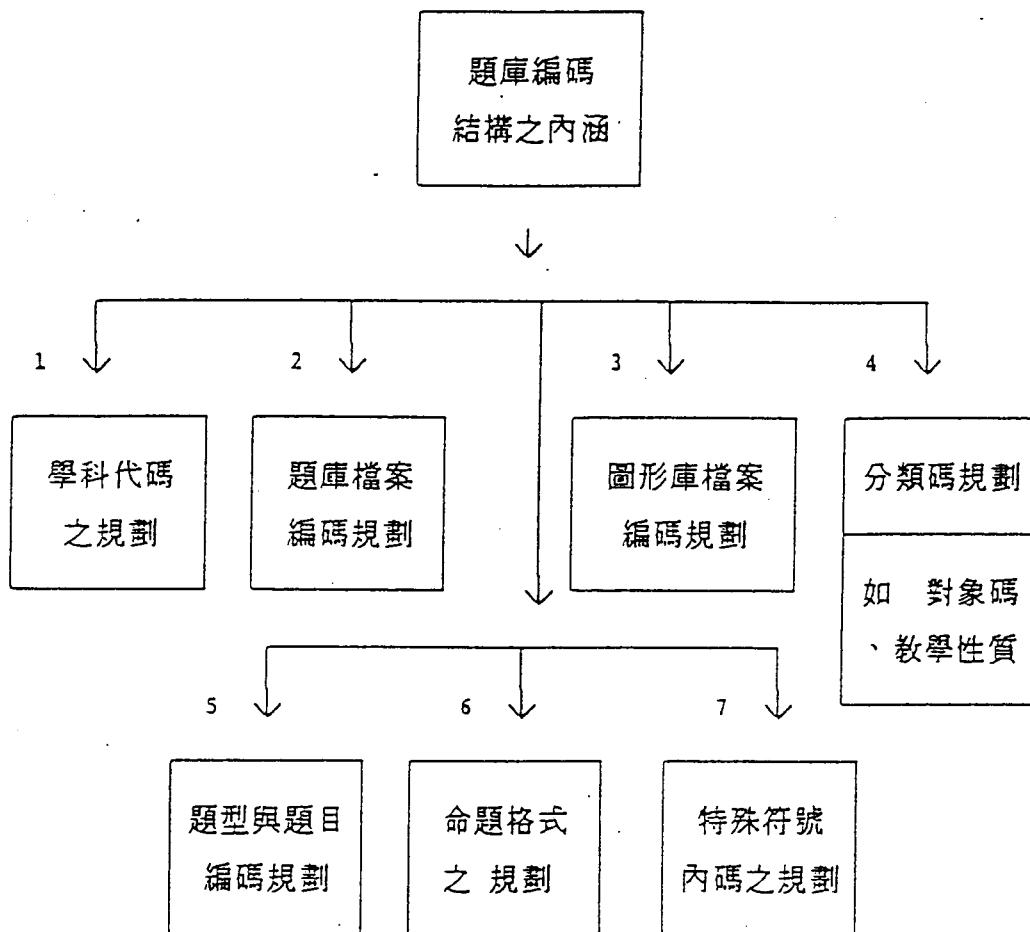 題庫編碼
結構之內涵
1
學科代碼
之規劃
2
題庫檔案
編碼規劃
3
圖形庫檔案
編碼規劃
4
分類碼規劃
如 對象碼
、教學性質
5
題型與題目
編碼規劃
6
命題格式
之 規劃
7
特殊符號
內碼之規劃